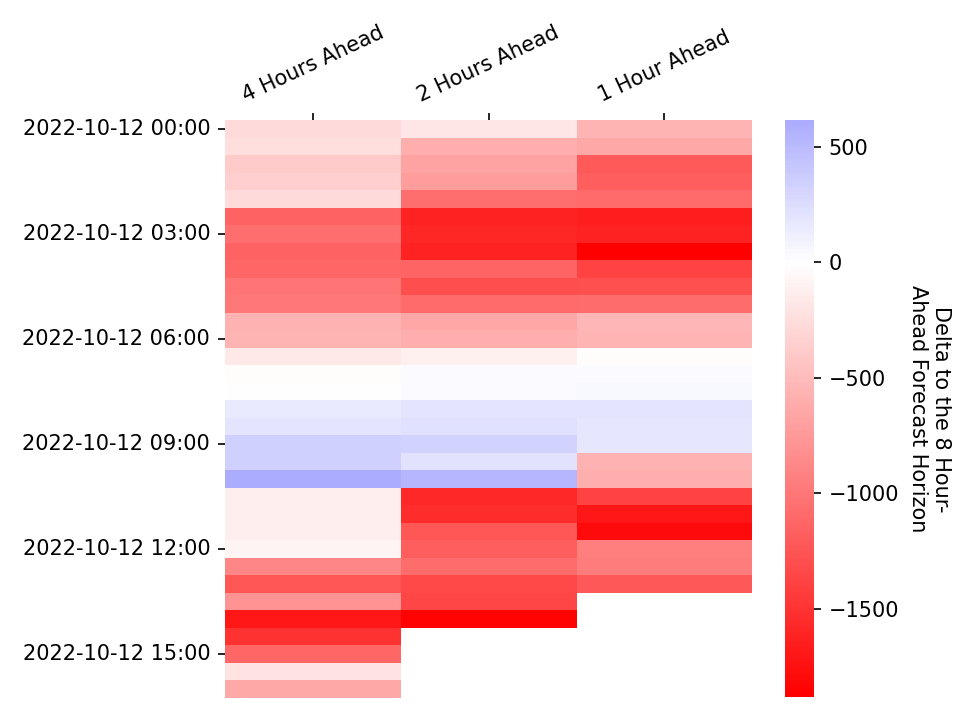 4 Hours Ahead
2 Hours Ahead
1 Hour Ahead
2022-10-12 00:00
2022-10-12 03:00
2022-10-12 06:00
2022-10-12 09:00
2022-10-12 12:00
2022-10-12 15:00
500
0
−500
−1000
−1500
Delta to the 8 Hour-
Ahead Forecast Horizon